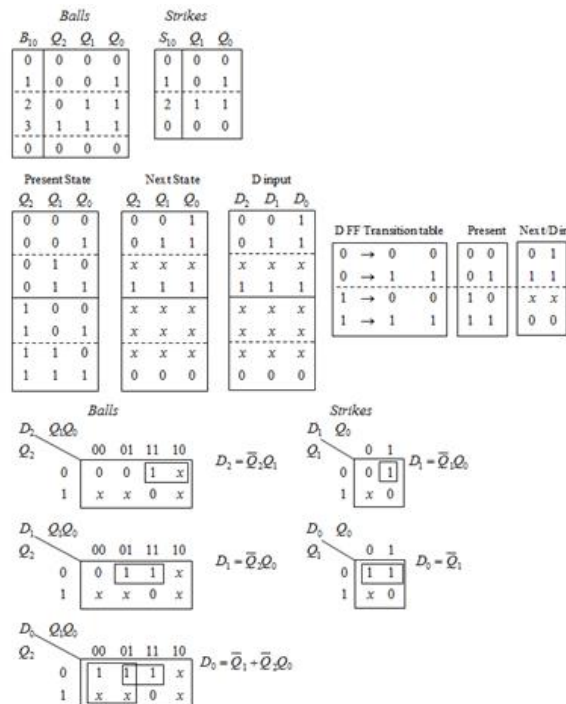 Balls Strikes
B₁₀ Q₂ Q₁ Q₀ S₁₀ Q₁ Q₀
0 0 0 0 0 0 0
1 0 0 1 1 0 1
2 0 1 1 2 1 1
3 1 1 1 0 0 0
0 0 0 0
Present State Next State D input
Q₂ Q₁ Q₀ Q₂ Q₁ Q₀ D₂ D₁ D₀
0 0 0 0 0 1 0 0 1
0 0 1 0 1 1 0 1 1
0 1 0 x x x x x x
0 1 1 1 1 1 1 1 1
1 0 0 x x x x x x
1 0 1 x x x x x x
1 1 0 x x x x x x
1 1 1 0 0 0 0 0 0
D FF Transition table Present Next/Din
0 → 0 0 0 0 0 1
0 → 1 1 0 1 1 1
1 → 0 0 1 0 x x
1 → 1 1 1 1 0 0
Balls Strikes
D₂ Q₁Q₀
Q₂ 00 01 11 10
0 0 0 1 x
1 x x 0 x
D₂ = Q̅₂Q₁
D₁ Q₀
Q₁ 0 1
0 0 1
1 x 0
D₁ = Q̅₁Q₀
D₁ Q₁Q₀
Q₂ 00 01 11 10
0 0 1 1 x
1 x x 0 x
D₁ = Q̅₂Q₀
D₀ Q₀
Q₁ 0 1
0 1 1
1 x 0
D₀ = Q̅₁
D₀ Q₁Q₀
Q₂ 00 01 11 10
0 1 1 1 x
1 x x 0 x
D₀ = Q̅₁ + Q̅₂Q₀